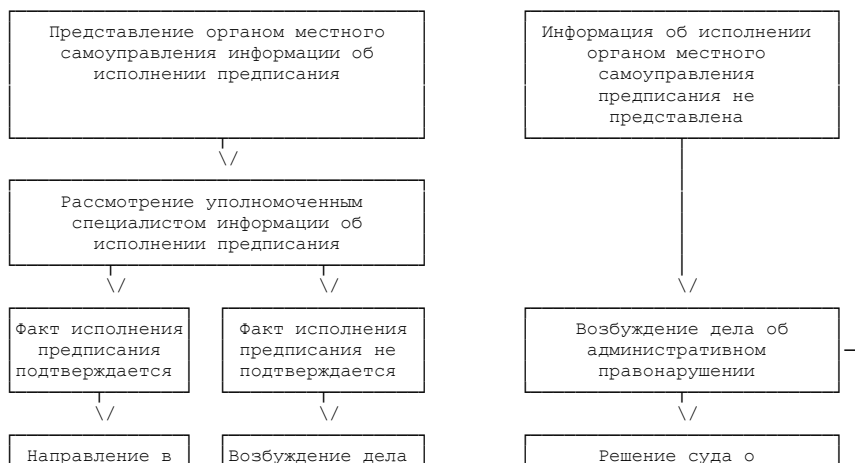 Представление органом местного
самоуправления информации об
исполнении предписания
Информация об исполнении
органом местного
самоуправления
предписания не
представлена
Рассмотрение уполномоченным
специалистом информации об
исполнении предписания
Факт исполнения
предписания
подтверждается
Факт исполнения
предписания не
подтверждается
Возбуждение дела об
административном
правонарушении
Направление в
Возбуждение дела
Решение суда о